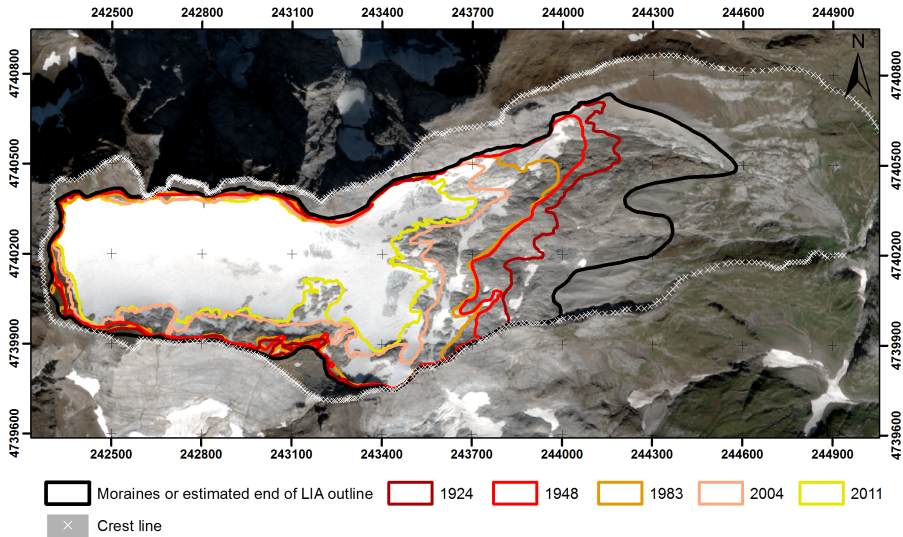 242500 242800 243100 243400 243700 244000 244300 244600 244900
N
4740800 4740800
4740500 4740500
4740200 4740200
4739900 4739900
4739600 4739600
242500 242800 243100 243400 243700 244000 244300 244600 244900
Moraines or estimated end of LIA outline 1924 1948 1983 2004 2011
Crest line